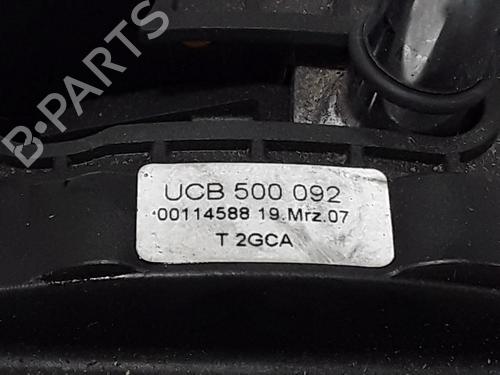 B-PARTS
UCB 500 092
00114588 19.Mrz.07
T 2GCA